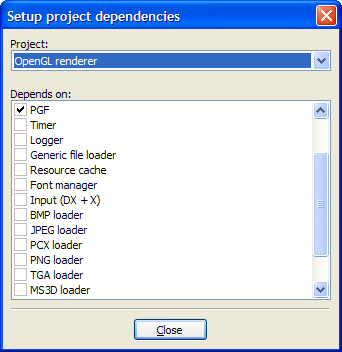 Setup project dependencies
Project:
OpenGL renderer
Depends on:
PGF
Timer
Logger
Generic file loader
Resource cache
Font manager
Input (DX + X)
BMP loader
JPEG loader
PCX loader
PNG loader
TGA loader
MS3D loader
Close